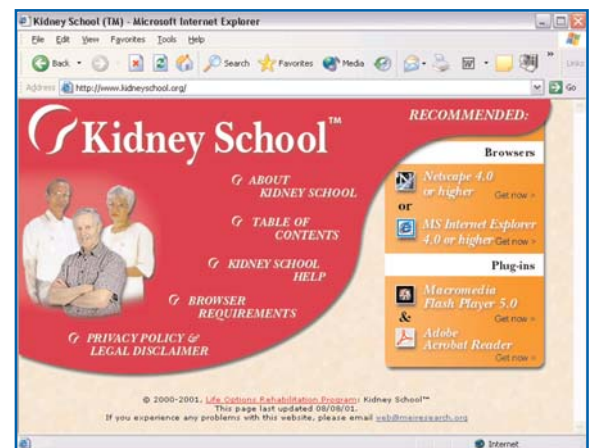 Kidney School (TM) - Microsoft Internet Explorer
File Edit View Favorites Tools Help
Back Search Favorites Media
Links
Address http://www.kidneyschool.org/ Go
Kidney School™
RECOMMENDED:
Browsers
Netscape 4.0
or higher Get now >
or
MS Internet Explorer
4.0 or higher Get now >
Plug-ins
Macromedia
Flash Player 5.0
Get now >
&
Adobe
Acrobat Reader
Get now >
ABOUT
KIDNEY SCHOOL
TABLE OF
CONTENTS
KIDNEY SCHOOL
HELP
BROWSER
REQUIREMENTS
PRIVACY POLICY &
LEGAL DISCLAIMER
© 2000-2001, Life Options Rehabilitation Program: Kidney School™
This page last updated 08/08/01.
If you experience any problems with this website, please email web@meiresearch.org
Internet